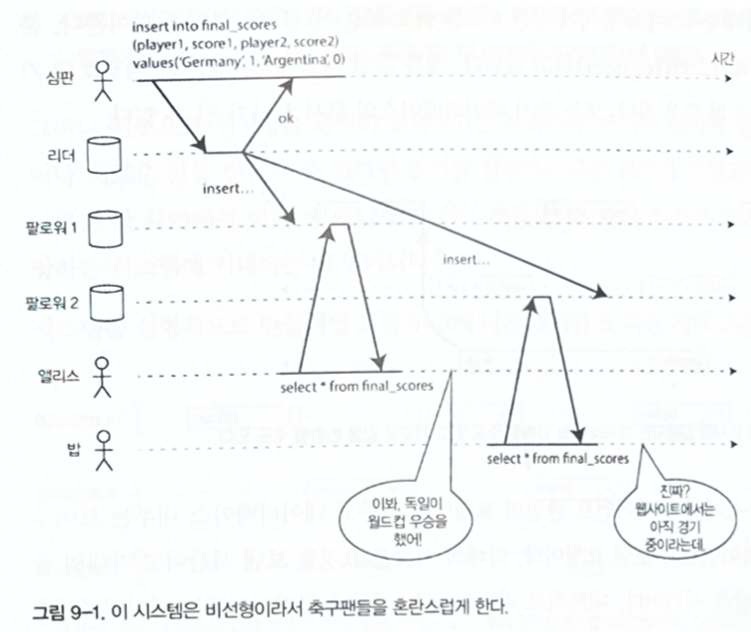 insert into final_scores
(player1, score1, player2, score2)
values('Germany', 1, 'Argentina', 0)
시간
심판
ok
리더
insert...
팔로워 1
insert...
팔로워 2
앨리스
select * from final_scores
밥
select * from final_scores
이봐, 독일이
월드컵 우승을
했어!
진짜?
웹사이트에서는
아직 경기
중이라는데.
그림 9-1. 이 시스템은 비선형이라서 축구팬들을 혼란스럽게 한다.